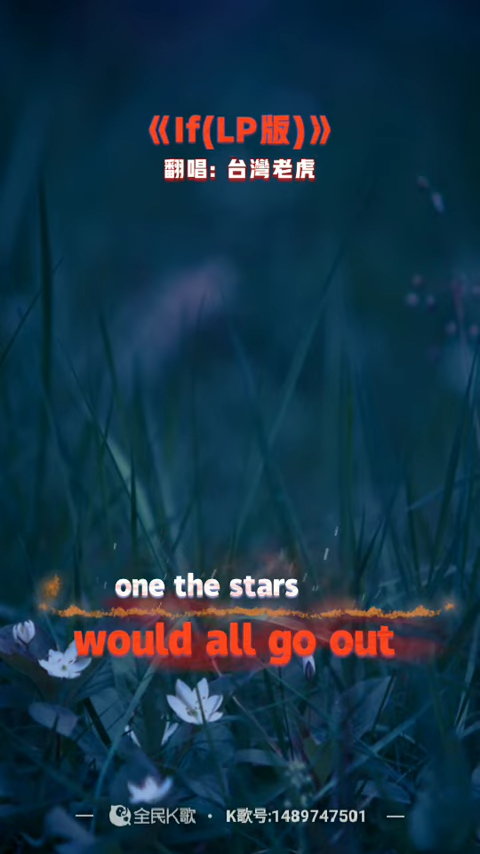 《If(LP版)》
翻唱: 台灣老虎
one the stars
would all go out
全民K歌 · K歌号:1489747501